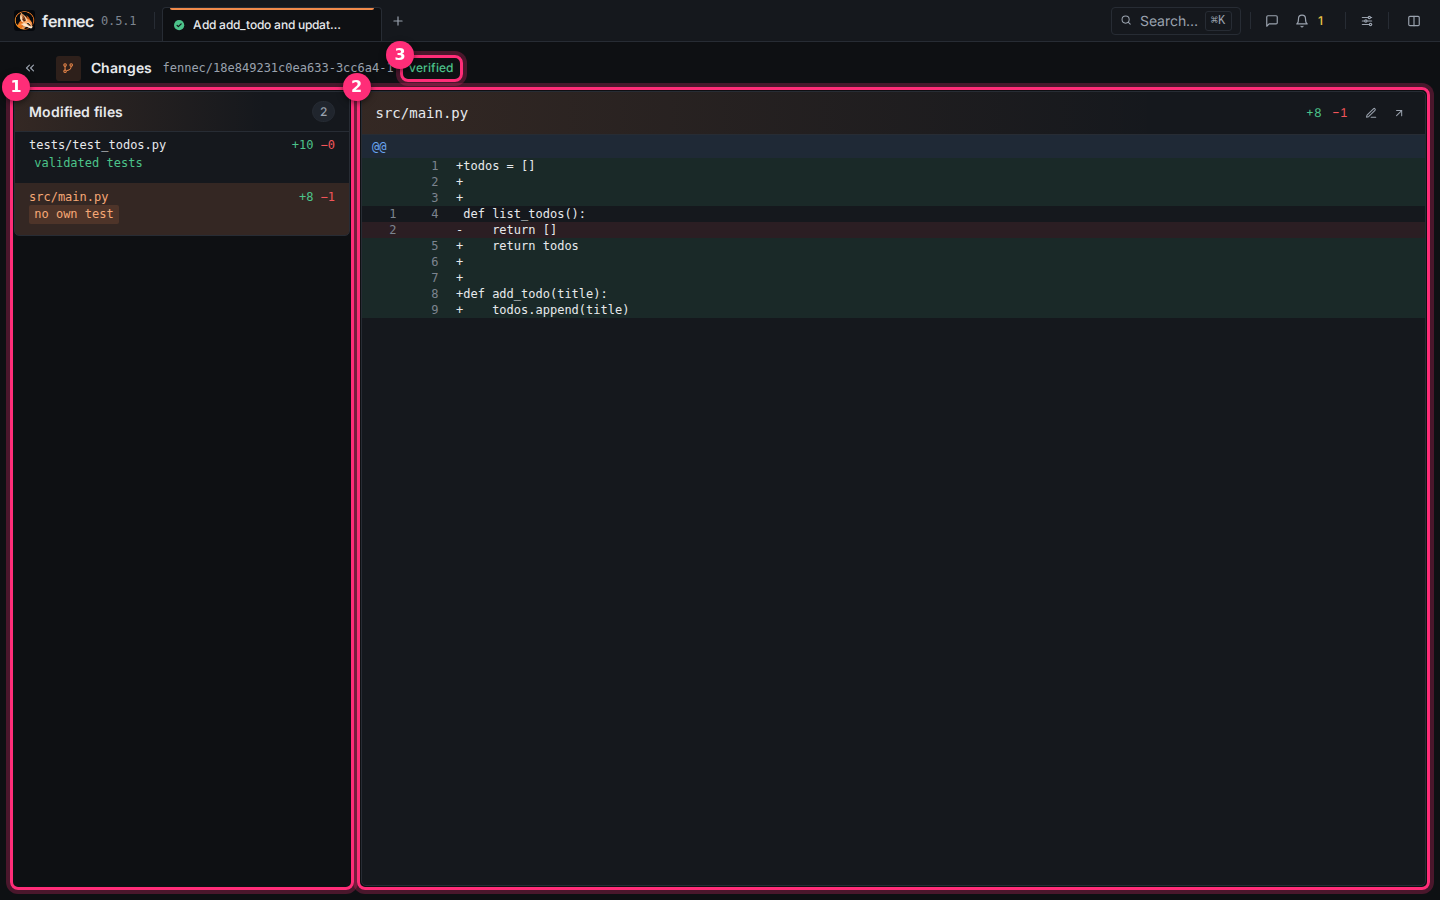 fennec 0.5.1
Add add_todo and updat...
Search... ⌘K
1
Changes fennec/18e849231c0ea633-3cc6a4-1 verified
3
1
2
Modified files 2
tests/test_todos.py +10 −0
validated tests
src/main.py +8 −1
no own test
src/main.py +8 −1
@@
1 +todos = []
2 +
3 +
1 4 def list_todos():
2 - return []
5 + return todos
6 +
7 +
8 +def add_todo(title):
9 + todos.append(title)